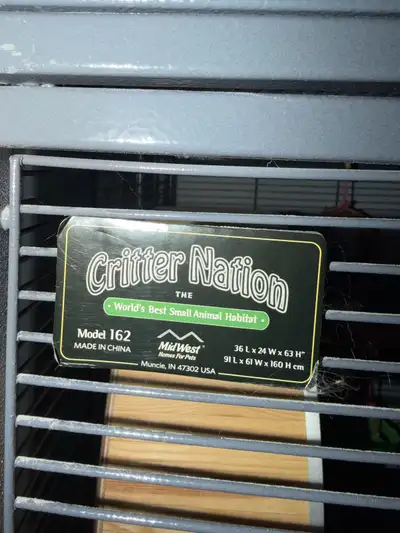 Critter Nation
THE
• World's Best Small Animal Habitat •
Model 162
MADE IN CHINA
MidWest®
Homes For Pets
36 L x 24 W x 63 H"
91 L x 61 W x 160 H cm
Muncie, IN 47302 USA